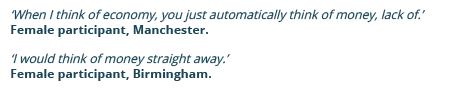 ‘When I think of economy, you just automatically think of money, lack of.’
Female participant, Manchester.
‘I would think of money straight away.’
Female participant, Birmingham.